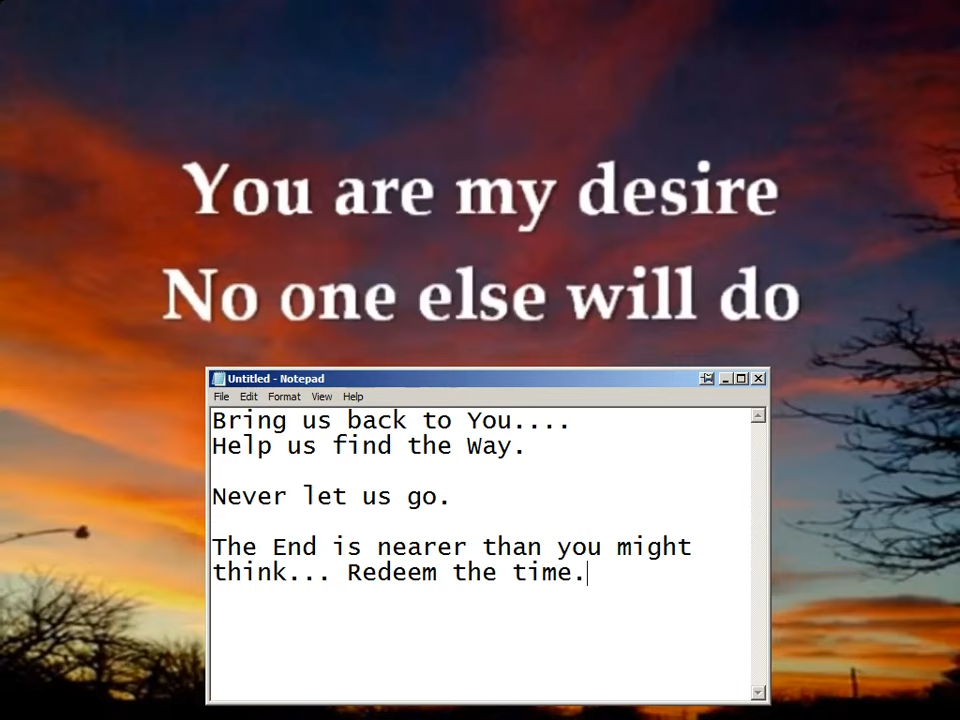 You are my desire
No one else will do
Untitled - Notepad
File Edit Format View Help
Bring us back to You....
Help us find the Way.
Never let us go.
The End is nearer than you might
think... Redeem the time.